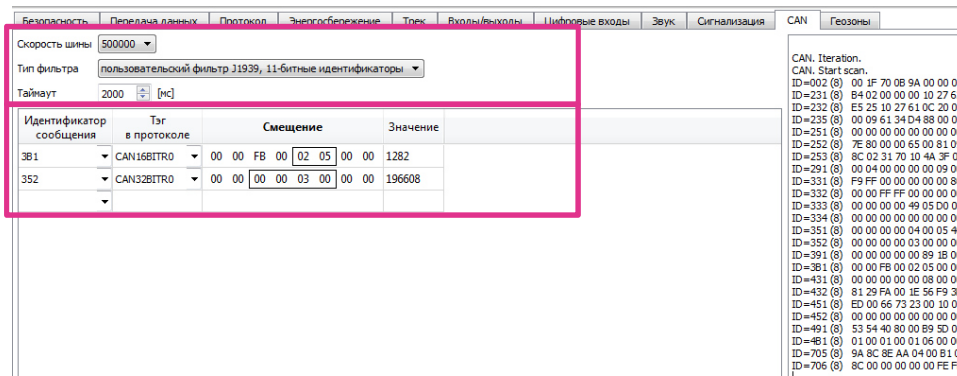 Безопасность Передача данных Протокол Энергосбережение Трек Входы/выходы Цифровые входы Звук Сигнализация CAN Геозоны
Скорость шины 500000
Тип фильтра пользовательский фильтр J1939, 11-битные идентификаторы
Таймаут 2000 [мс]
Идентификатор сообщения Тэг в протоколе Смещение Значение
3B1 CAN16BITR0 00 00 FB 00 02 05 00 00 1282
352 CAN32BITR0 00 00 00 00 03 00 00 00 196608
CAN. Iteration.
CAN. Start scan.
ID=002 (8) 00 1F 70 0B 9A 00 00 0
ID=231 (8) B4 02 00 00 00 10 27 6
ID=232 (8) E5 25 10 27 61 0C 20 0
ID=235 (8) 00 09 61 34 D4 88 00 0
ID=251 (8) 00 00 00 00 00 00 00 0
ID=252 (8) 7E 80 00 00 65 00 81 0
ID=253 (8) 8C 02 31 70 10 4A 3F 0
ID=291 (8) 00 04 00 00 00 00 09 0
ID=331 (8) F9 FF 00 00 00 00 00 8
ID=332 (8) 00 00 FF FF 00 00 00 0
ID=333 (8) 00 00 00 00 49 05 D0 0
ID=334 (8) 00 00 00 00 00 00 00 0
ID=351 (8) 00 00 00 00 04 00 05 4
ID=352 (8) 00 00 00 00 03 00 00 0
ID=391 (8) 00 00 00 00 00 89 1B 0
ID=3B1 (8) 00 00 FB 00 02 05 00 0
ID=431 (8) 00 00 00 00 00 08 00 0
ID=432 (8) 81 29 FA 00 1E 56 F9 3
ID=451 (8) ED 00 66 73 23 00 10 0
ID=452 (8) 00 00 00 00 00 00 00 0
ID=491 (8) 53 54 40 80 00 B9 5D 0
ID=4B1 (8) 01 00 01 00 01 06 00 0
ID=705 (8) 9A 8C 8E AA 04 00 B1 0
ID=706 (8) 8C 00 00 00 00 00 FE F